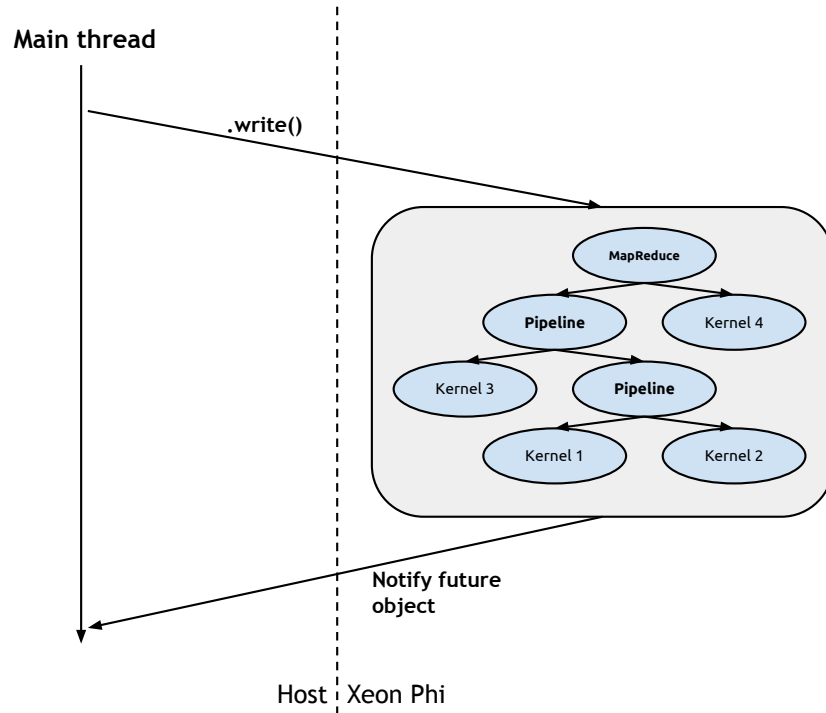 Main thread
.write()
MapReduce
Pipeline
Kernel 4
Kernel 3
Pipeline
Kernel 1
Kernel 2
Notify future
object
Host
Xeon Phi